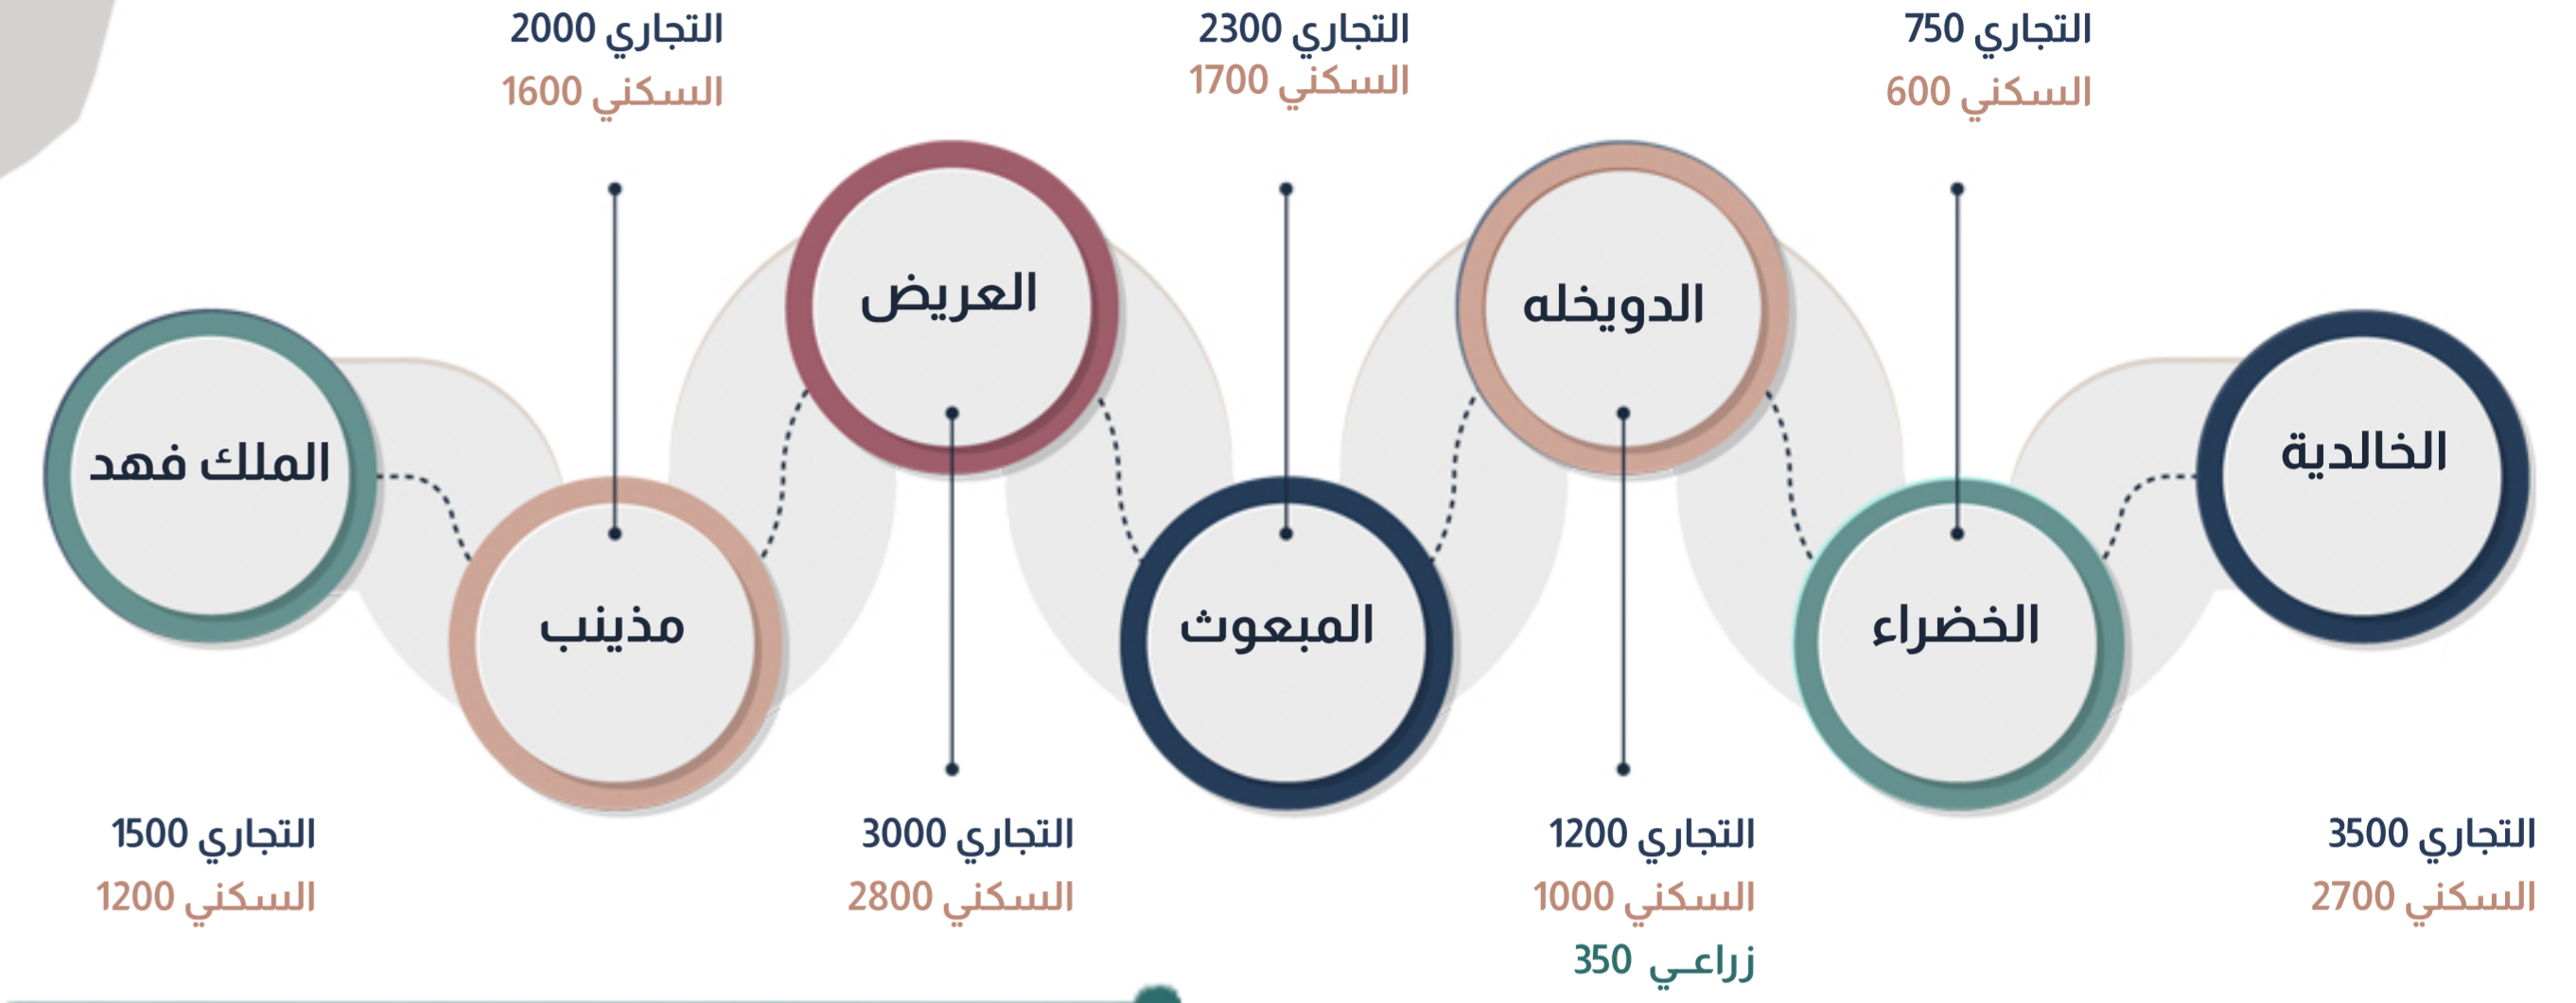 التجاري 750
السكني 600
التجاري 2300
السكني 1700
التجاري 2000
السكني 1600
الخالدية
الخضراء
الدويخله
المبعوث
العريض
مذينب
الملك فهد
التجاري 3500
السكني 2700
التجاري 1200
السكني 1000
زراعي 350
التجاري 3000
السكني 2800
التجاري 1500
السكني 1200